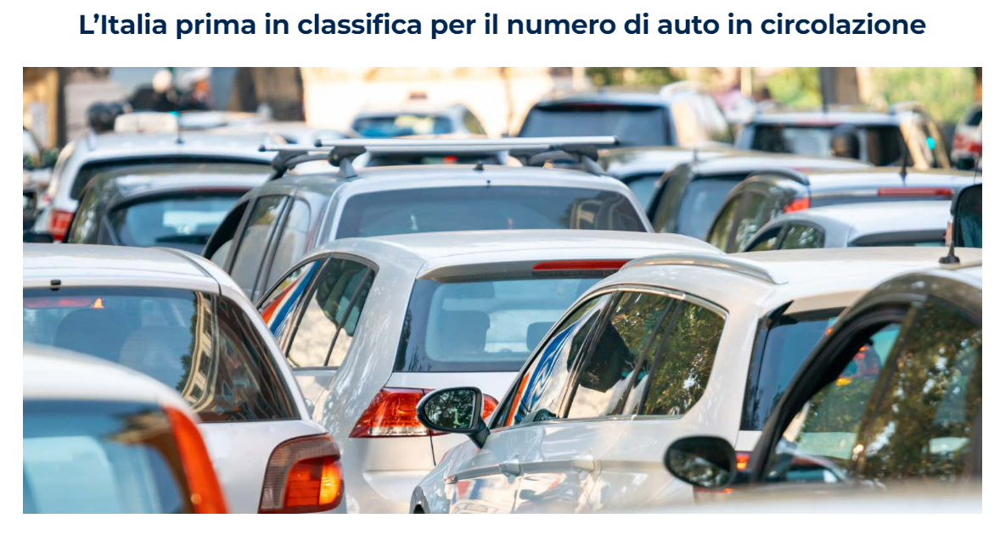 L’Italia prima in classifica per il numero di auto in circolazione